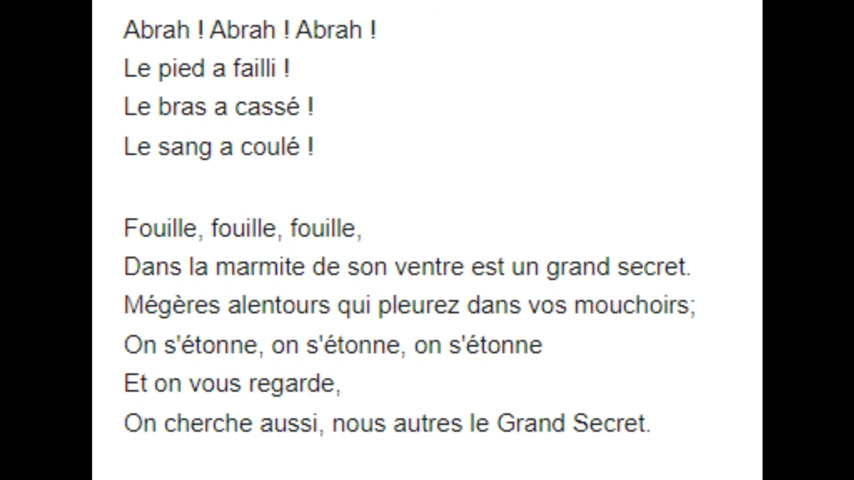 Abrah ! Abrah ! Abrah !
Le pied a failli !
Le bras a cassé !
Le sang a coulé !
Fouille, fouille, fouille,
Dans la marmite de son ventre est un grand secret.
Mégères alentours qui pleurez dans vos mouchoirs;
On s'étonne, on s'étonne, on s'étonne
Et on vous regarde,
On cherche aussi, nous autres le Grand Secret.